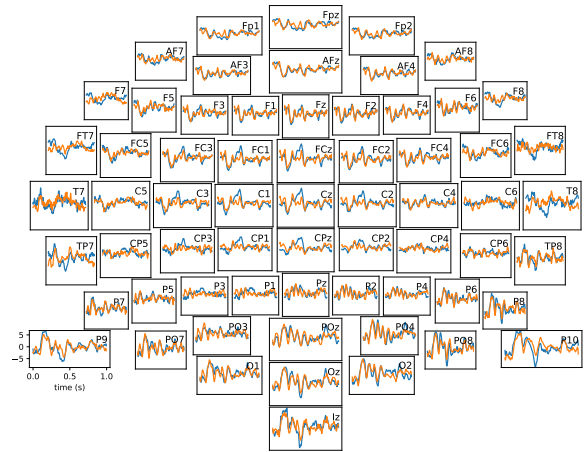 Fpz
Fp1 Fp2
AF7 AF3 AFz AF4 AF8
F7 F5 F3 F1 Fz F2 F4 F6 F8
FT7 FC5 FC3 FC1 FCz FC2 FC4 FC6 FT8
T7 C5 C3 C1 Cz C2 C4 C6 T8
TP7 CP5 CP3 CP1 CPz CP2 CP4 CP6 TP8
P7 P5 P3 P1 Pz P2 P4 P6 P8
5
0
−5
P9 PO7 PO3 POz PO4 PO8 P10
0.0 0.5 1.0
time (s)
O1 Oz O2
Iz